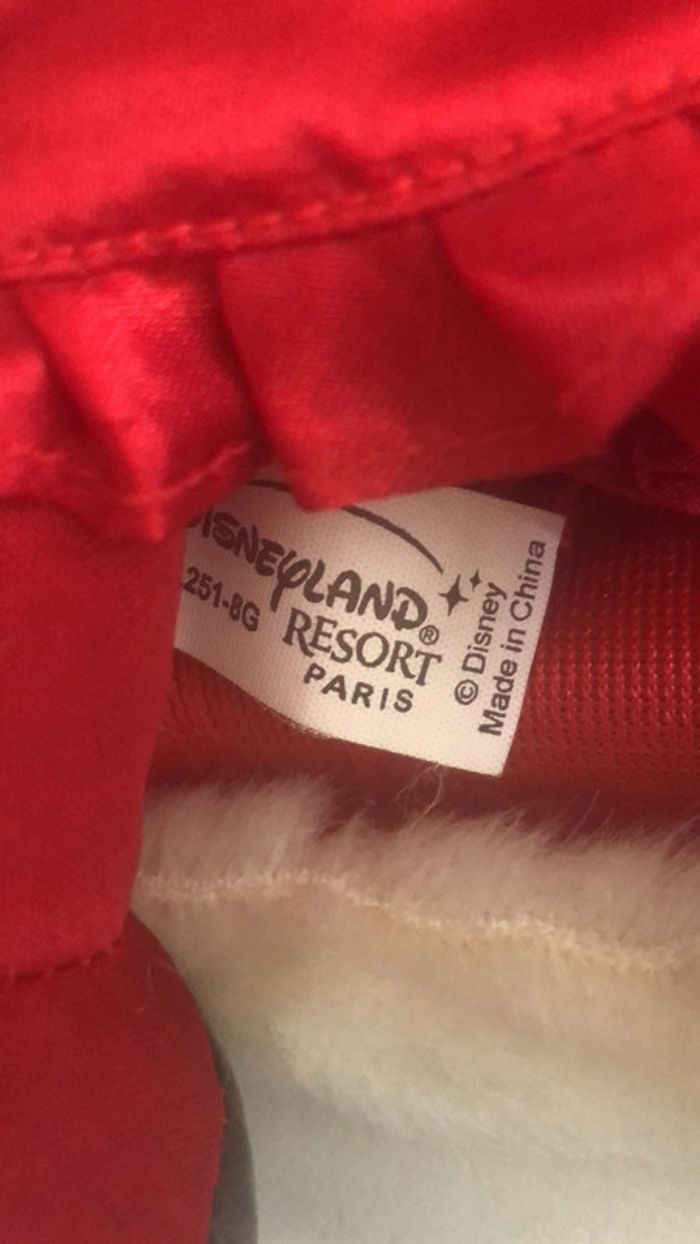 DISNEYLAND®
RESORT
PARIS
251-8G
© Disney
Made in China